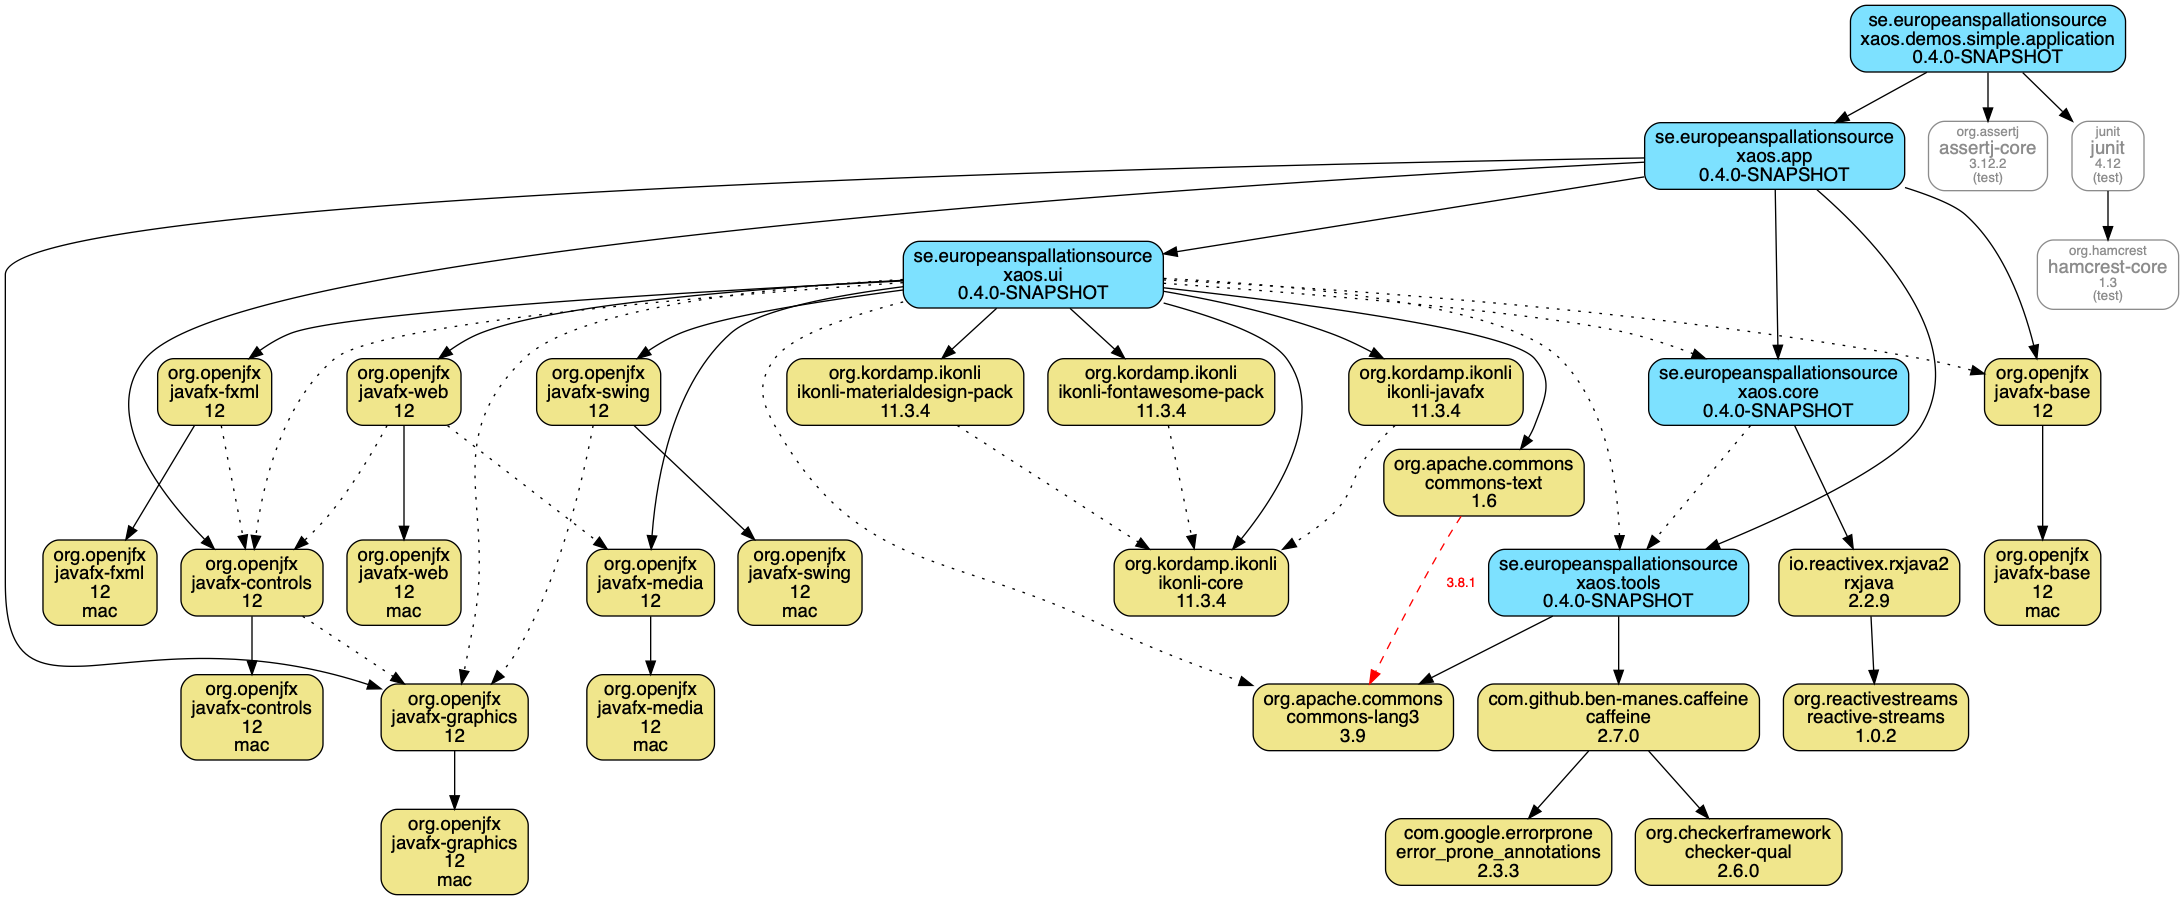 se.europeanspallationsource
xaos.demos.simple.application
0.4.0-SNAPSHOT
se.europeanspallationsource
xaos.app
0.4.0-SNAPSHOT
org.assertj
assertj-core
3.12.2
(test)
junit
junit
4.12
(test)
se.europeanspallationsource
xaos.ui
0.4.0-SNAPSHOT
org.hamcrest
hamcrest-core
1.3
(test)
org.openjfx
javafx-fxml
12
org.openjfx
javafx-web
12
org.openjfx
javafx-swing
12
org.kordamp.ikonli
ikonli-materialdesign-pack
11.3.4
org.kordamp.ikonli
ikonli-fontawesome-pack
11.3.4
org.kordamp.ikonli
ikonli-javafx
11.3.4
se.europeanspallationsource
xaos.core
0.4.0-SNAPSHOT
org.openjfx
javafx-base
12
org.apache.commons
commons-text
1.6
org.openjfx
javafx-fxml
12
mac
org.openjfx
javafx-controls
12
org.openjfx
javafx-web
12
mac
org.openjfx
javafx-media
12
org.openjfx
javafx-swing
12
mac
org.kordamp.ikonli
ikonli-core
11.3.4
3.8.1
se.europeanspallationsource
xaos.tools
0.4.0-SNAPSHOT
io.reactivex.rxjava2
rxjava
2.2.9
org.openjfx
javafx-base
12
mac
org.openjfx
javafx-controls
12
mac
org.openjfx
javafx-graphics
12
org.openjfx
javafx-media
12
mac
org.apache.commons
commons-lang3
3.9
com.github.ben-manes.caffeine
caffeine
2.7.0
org.reactivestreams
reactive-streams
1.0.2
org.openjfx
javafx-graphics
12
mac
com.google.errorprone
error_prone_annotations
2.3.3
org.checkerframework
checker-qual
2.6.0